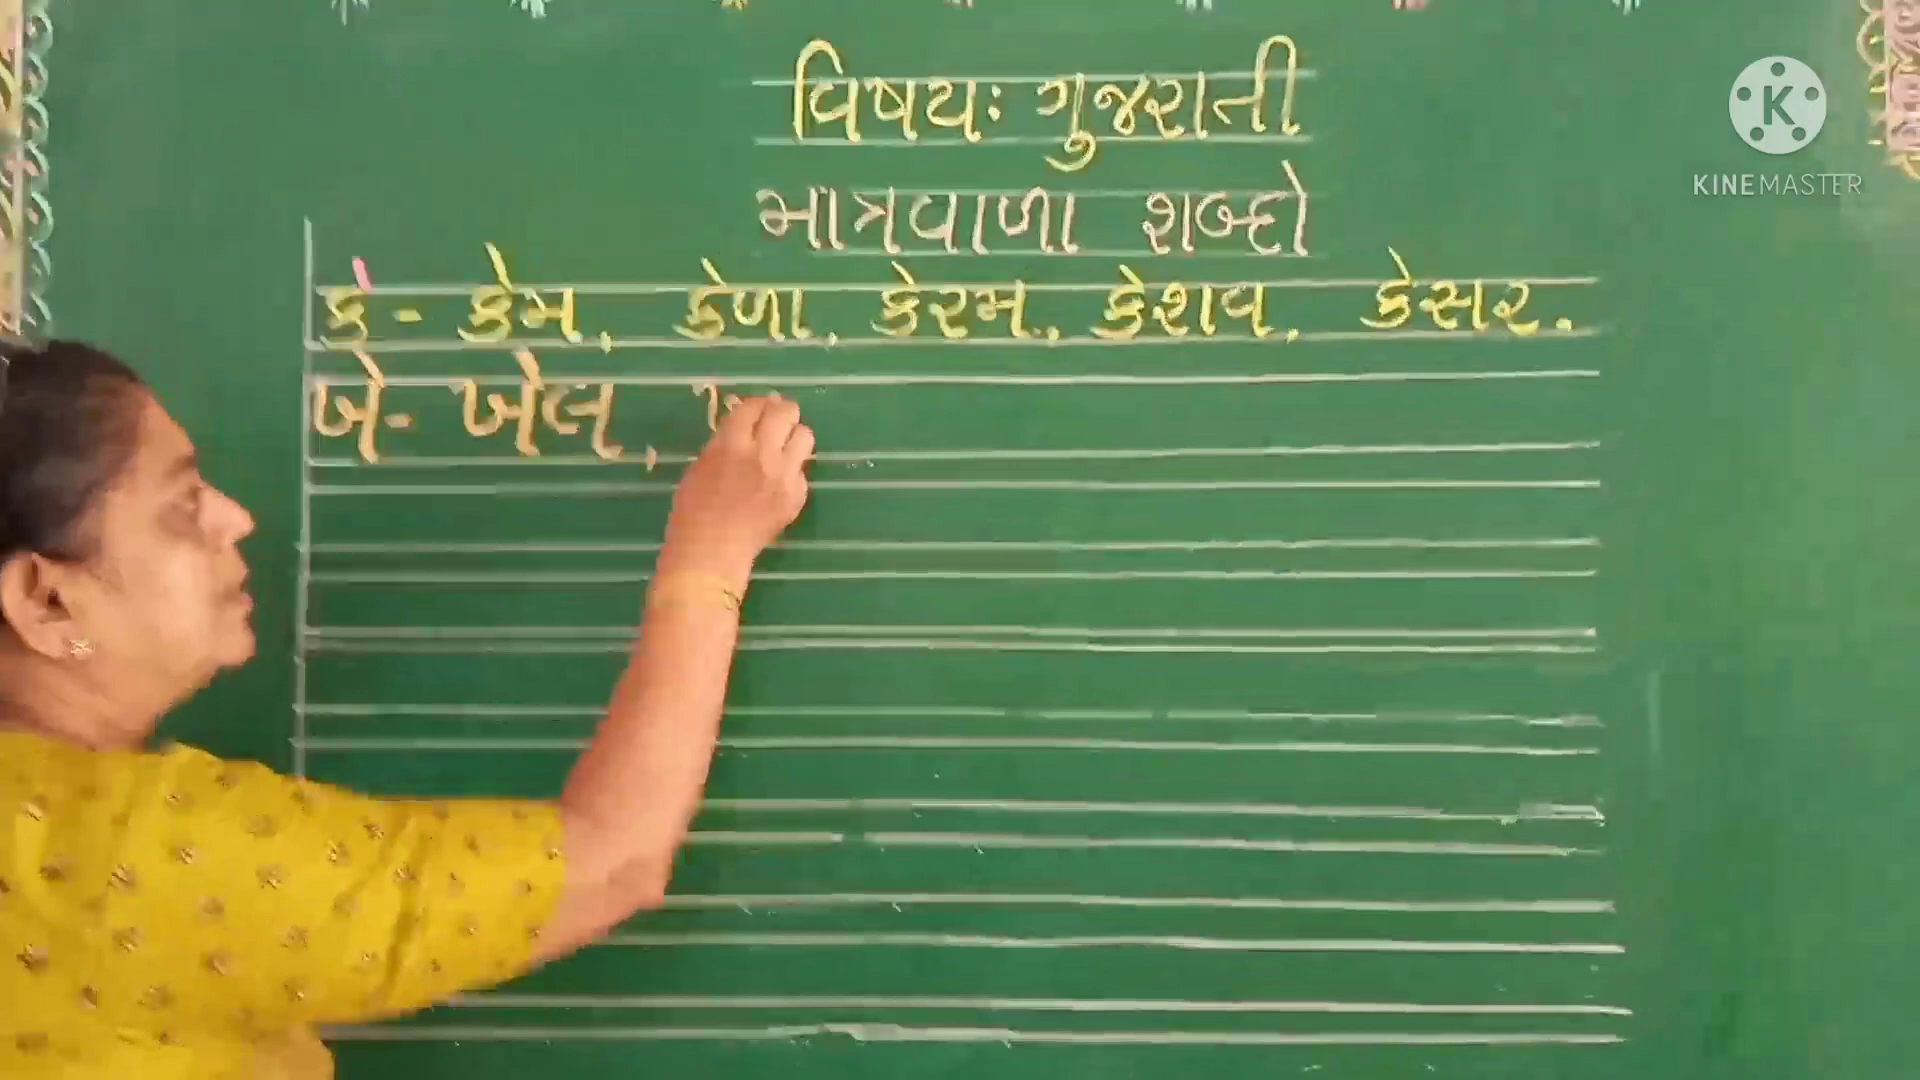 વિષયઃ ગુજરાતી
માત્રવાળા શબ્દો
કે - કેમ, કેળા, કેરમ, કેશવ, કેસર.
ખે - ખેલ,
KINEMASTER